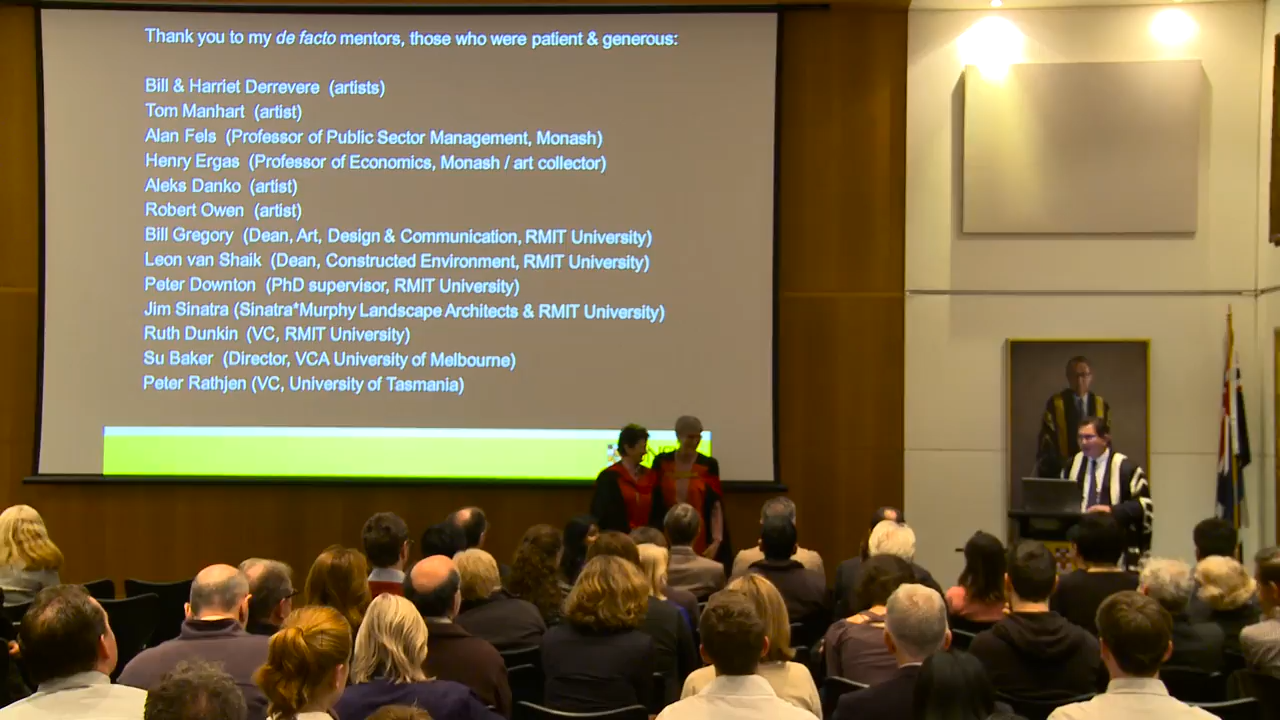 Thank you to my de facto mentors, those who were patient & generous:
Bill & Harriet Derrevere (artists)
Tom Manhart (artist)
Alan Fels (Professor of Public Sector Management, Monash)
Henry Ergas (Professor of Economics, Monash / art collector)
Aleks Danko (artist)
Robert Owen (artist)
Bill Gregory (Dean, Art, Design & Communication, RMIT University)
Leon van Shaik (Dean, Constructed Environment, RMIT University)
Peter Downton (PhD supervisor, RMIT University)
Jim Sinatra (Sinatra*Murphy Landscape Architects & RMIT University)
Ruth Dunkin (VC, RMIT University)
Su Baker (Director, VCA University of Melbourne)
Peter Rathjen (VC, University of Tasmania)